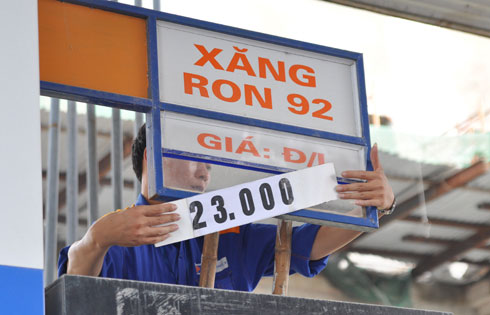 XĂNG
RON 92
GIÁ: Đ/L
23.000